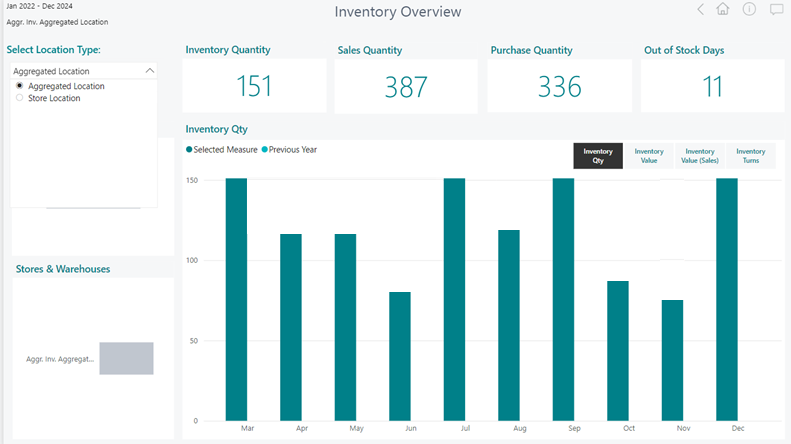 Jan 2022 - Dec 2024
Aggr. Inv. Aggregated Location
Inventory Overview
Select Location Type:
Aggregated Location
Aggregated Location
Store Location
Inventory Quantity
151
Sales Quantity
387
Purchase Quantity
336
Out of Stock Days
11
Inventory Qty
Selected Measure Previous Year
Inventory
Qty
Inventory
Value
Inventory
Value (Sales)
Inventory
Turns
150
100
50
0
Mar Apr May Jun Jul Aug Sep Oct Nov Dec
Stores & Warehouses
Aggr. Inv. Aggregat...